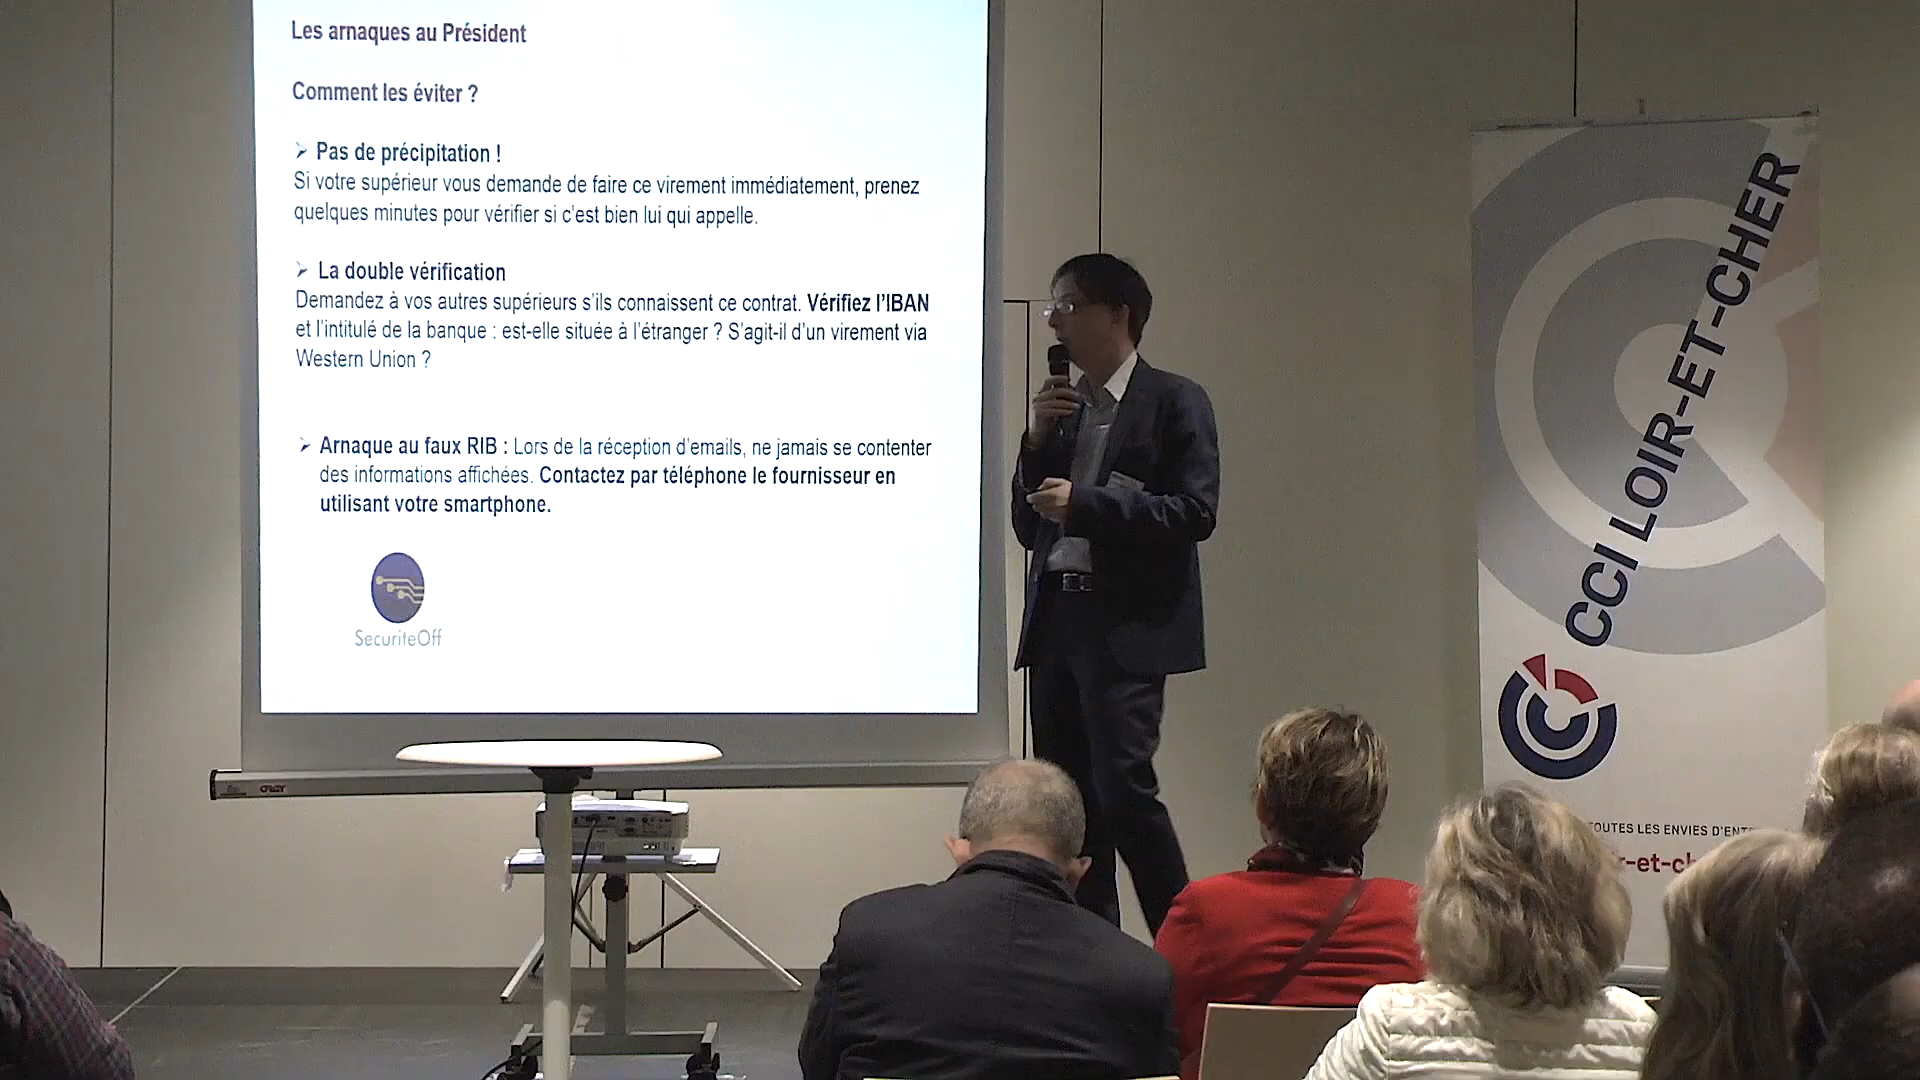 Les arnaques au Président
Comment les éviter ?
➢ Pas de précipitation !
Si votre supérieur vous demande de faire ce virement immédiatement, prenez
quelques minutes pour vérifier si c'est bien lui qui appelle.
➢ La double vérification
Demandez à vos autres supérieurs s'ils connaissent ce contrat. Vérifiez l'IBAN
et l'intitulé de la banque : est-elle située à l'étranger ? S'agit-il d'un virement via
Western Union ?
➢ Arnaque au faux RIB : Lors de la réception d'emails, ne jamais se contenter
des informations affichées. Contactez par téléphone le fournisseur en
utilisant votre smartphone.
SecuriteOff
CCI LOIR-ET-CHER
TOUTES LES ENVIES D'ENT
r-et-ch